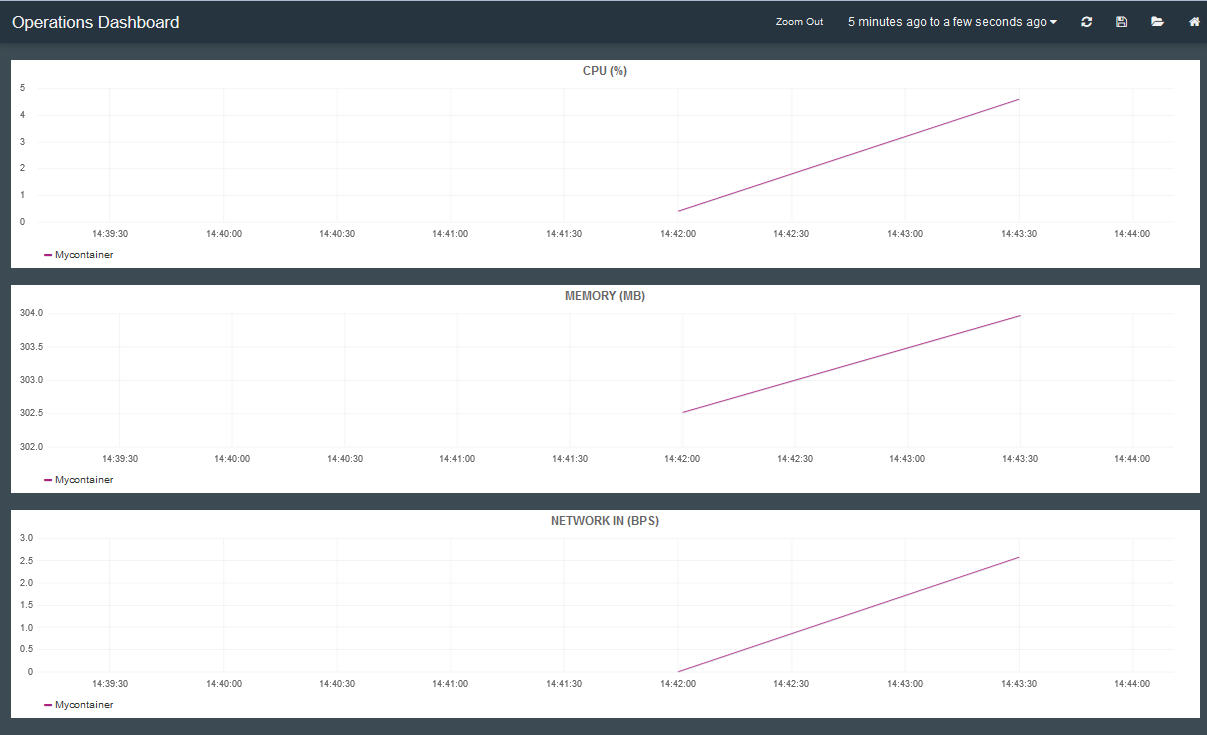 Operations Dashboard Zoom Out 5 minutes ago to a few seconds ago
CPU (%)
5
4
3
2
1
0
14:39:30 14:40:00 14:40:30 14:41:00 14:41:30 14:42:00 14:42:30 14:43:00 14:43:30 14:44:00
Mycontainer
MEMORY (MB)
304.0
303.5
303.0
302.5
302.0
14:39:30 14:40:00 14:40:30 14:41:00 14:41:30 14:42:00 14:42:30 14:43:00 14:43:30 14:44:00
Mycontainer
NETWORK IN (BPS)
3.0
2.5
2.0
1.5
1.0
0.5
0
14:39:30 14:40:00 14:40:30 14:41:00 14:41:30 14:42:00 14:42:30 14:43:00 14:43:30 14:44:00
Mycontainer